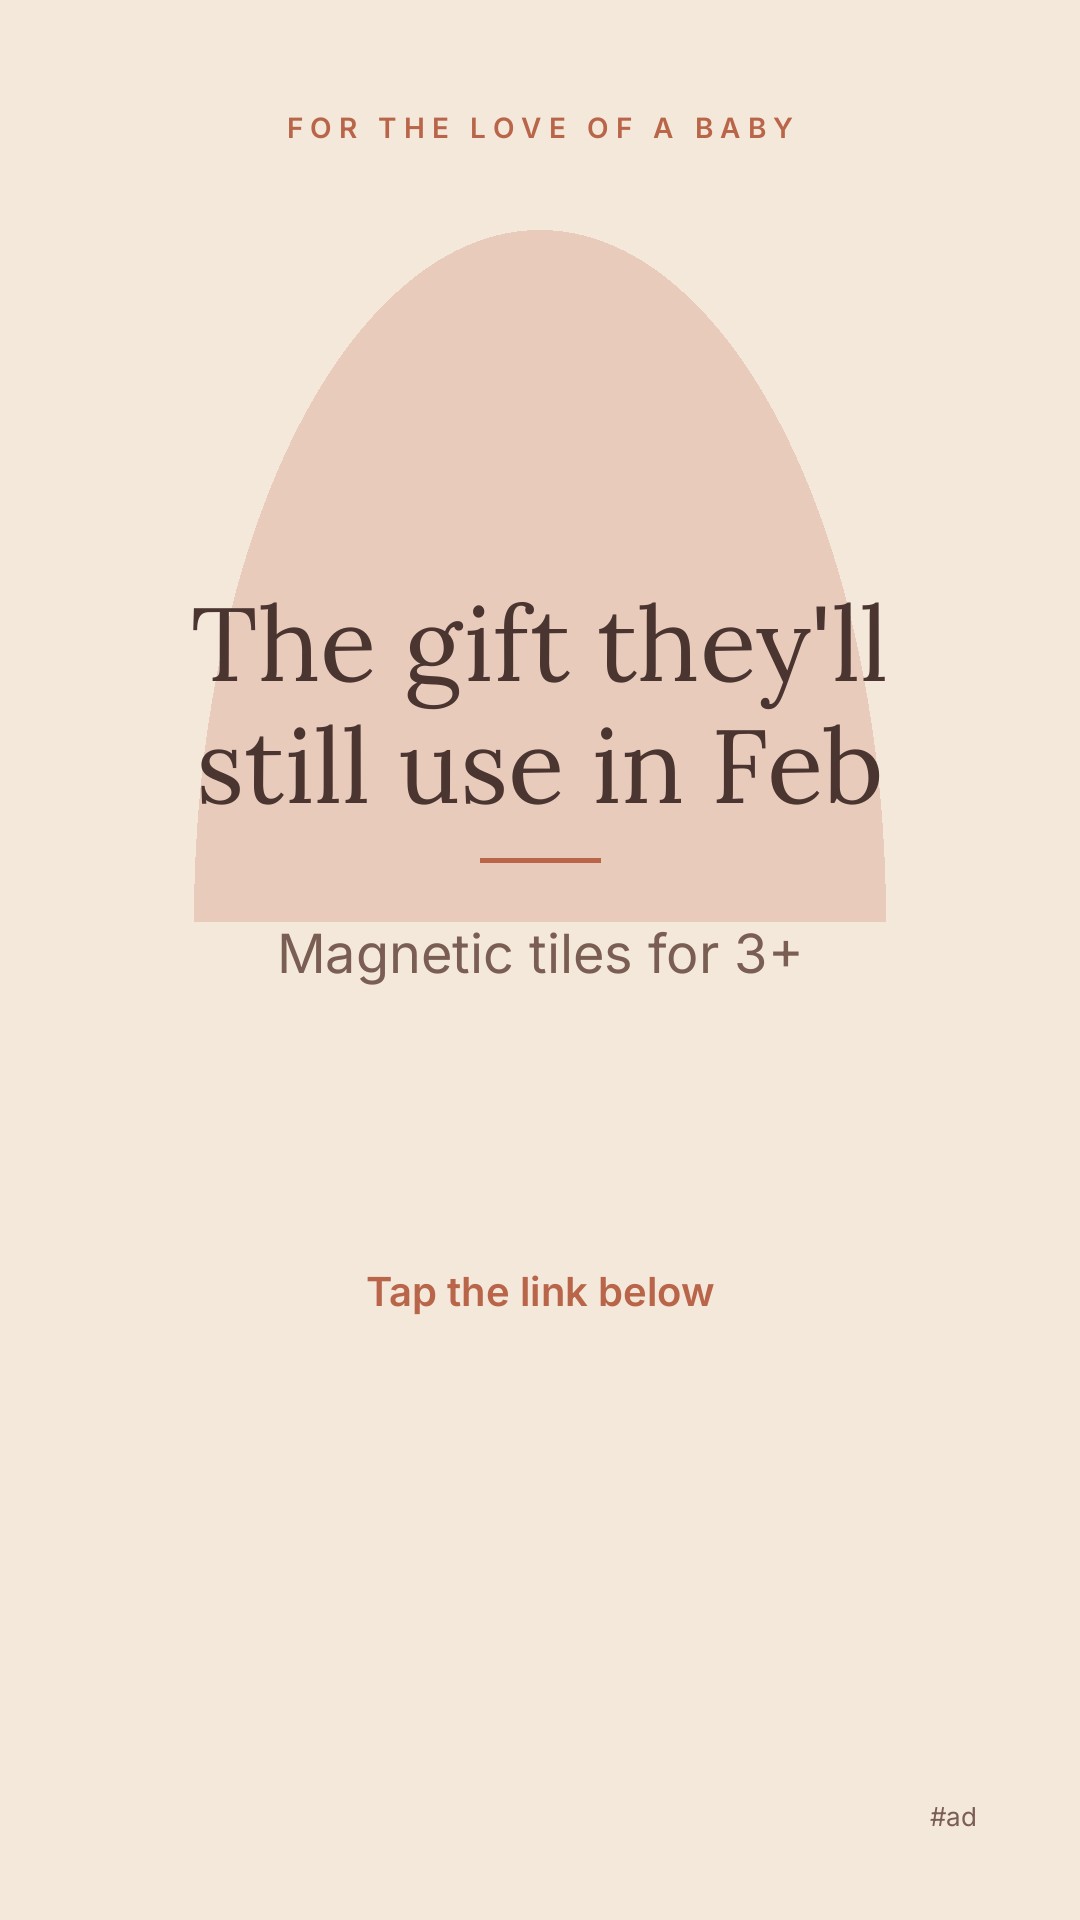 FOR THE LOVE OF A BABY
The gift they'll
still use in Feb
Magnetic tiles for 3+
Tap the link below
#ad